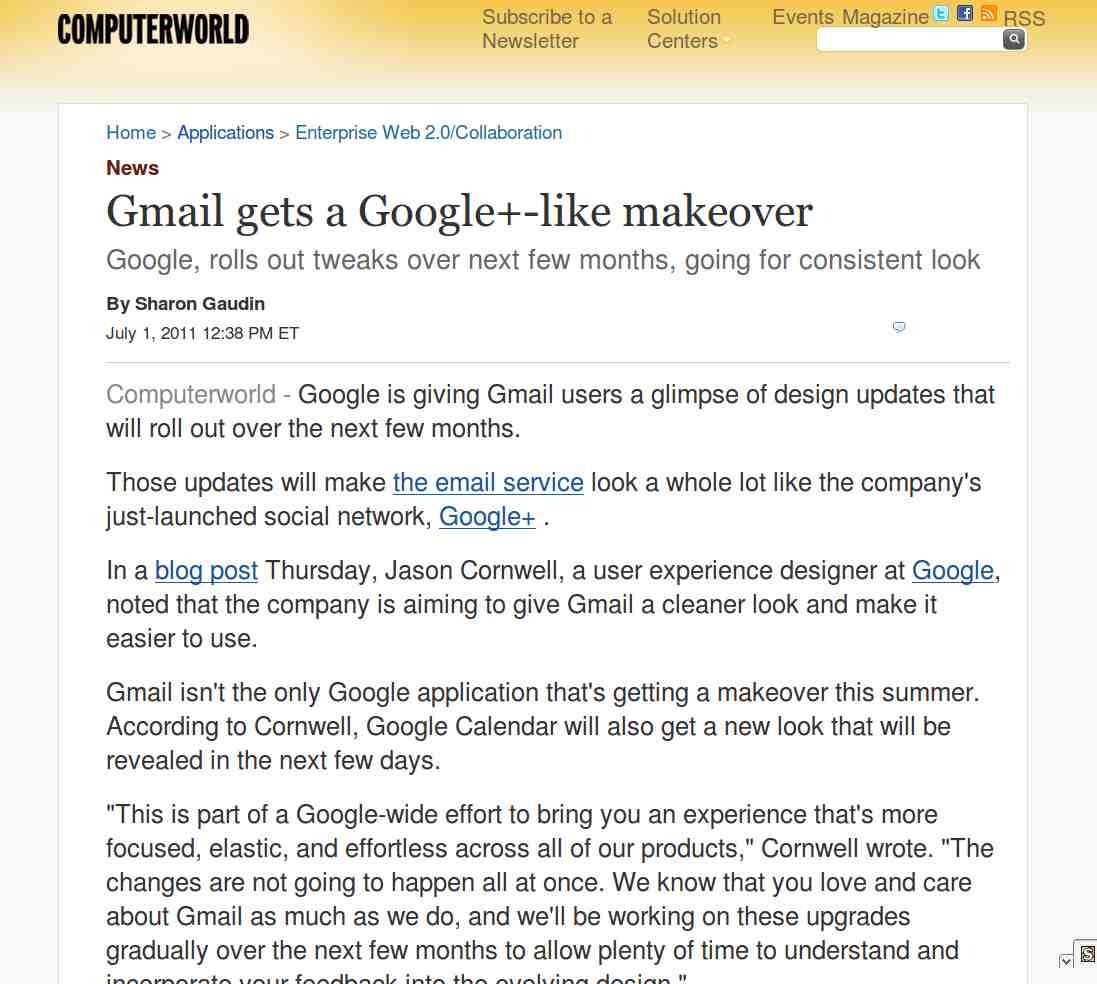 COMPUTERWORLD
Subscribe to a
Newsletter
Solution
Centers
Events Magazine RSS
Home > Applications > Enterprise Web 2.0/Collaboration
News
Gmail gets a Google+-like makeover
Google, rolls out tweaks over next few months, going for consistent look
By Sharon Gaudin
July 1, 2011 12:38 PM ET
Computerworld - Google is giving Gmail users a glimpse of design updates that
will roll out over the next few months.
Those updates will make the email service look a whole lot like the company's
just-launched social network, Google+ .
In a blog post Thursday, Jason Cornwell, a user experience designer at Google,
noted that the company is aiming to give Gmail a cleaner look and make it
easier to use.
Gmail isn't the only Google application that's getting a makeover this summer.
According to Cornwell, Google Calendar will also get a new look that will be
revealed in the next few days.
"This is part of a Google-wide effort to bring you an experience that's more
focused, elastic, and effortless across all of our products," Cornwell wrote. "The
changes are not going to happen all at once. We know that you love and care
about Gmail as much as we do, and we'll be working on these upgrades
gradually over the next few months to allow plenty of time to understand and
incorporate your feedback into the evolving design."